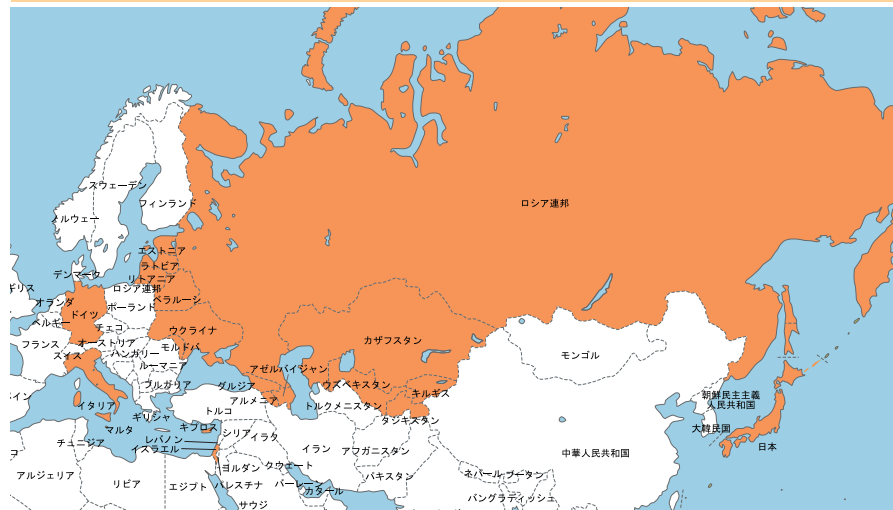 ロシア連邦
スウェーデン
フィンランド
ノルウェー
エストニア
ラトビア
リトアニア
デンマーク
ロシア連邦
ベラルーシ
ギリス
オランダ
ポーランド
ドイツ
ベルギー
チェコ
ウクライナ
フランス
オーストリア
モルドバ
スイス
ハンガリー
ルーマニア
ブルガリア
イン
イタリア
ギリシャ
マルタ
カザフスタン
モンゴル
アゼルバイジャン
グルジア
ウズベキスタン
キルギス
アルメニア
トルクメニスタン
トルコ
タジキスタン
朝鮮民主主義
人民共和国
大韓民国
日本
キプロス
シリア
イラク
レバノン
イスラエル
チュニジア
イラン
アフガニスタン
中華人民共和国
コ
アルジェリア
リビア
エジプト
ヨルダン
パレスチナ
クウェート
バーレーン
カタール
サウジ
パキスタン
ネパール
ブータン
バングラディッシュ